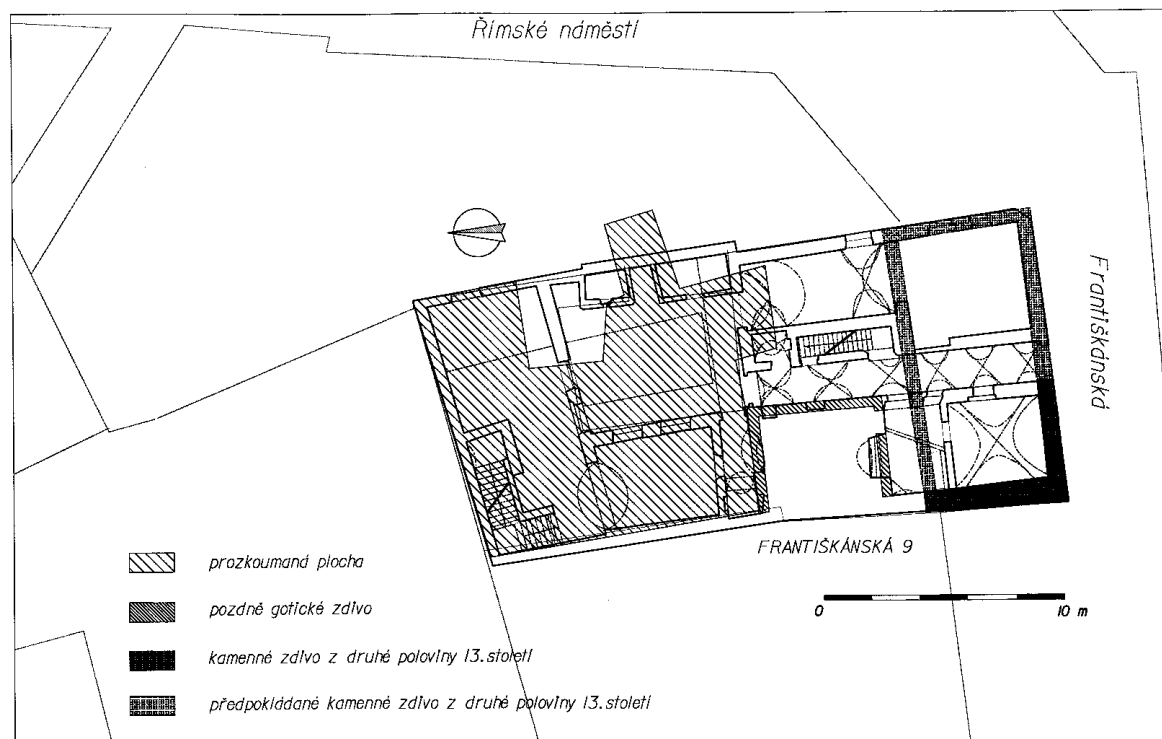 Římské náměstí
Františkánská
FRANTIŠKÁNSKÁ 9
0 10 m
prozkoumaná plocha
pozdně gotické zdivo
kamenné zdivo z druhé poloviny 13.století
předpokládané kamenné zdivo z druhé poloviny 13.století